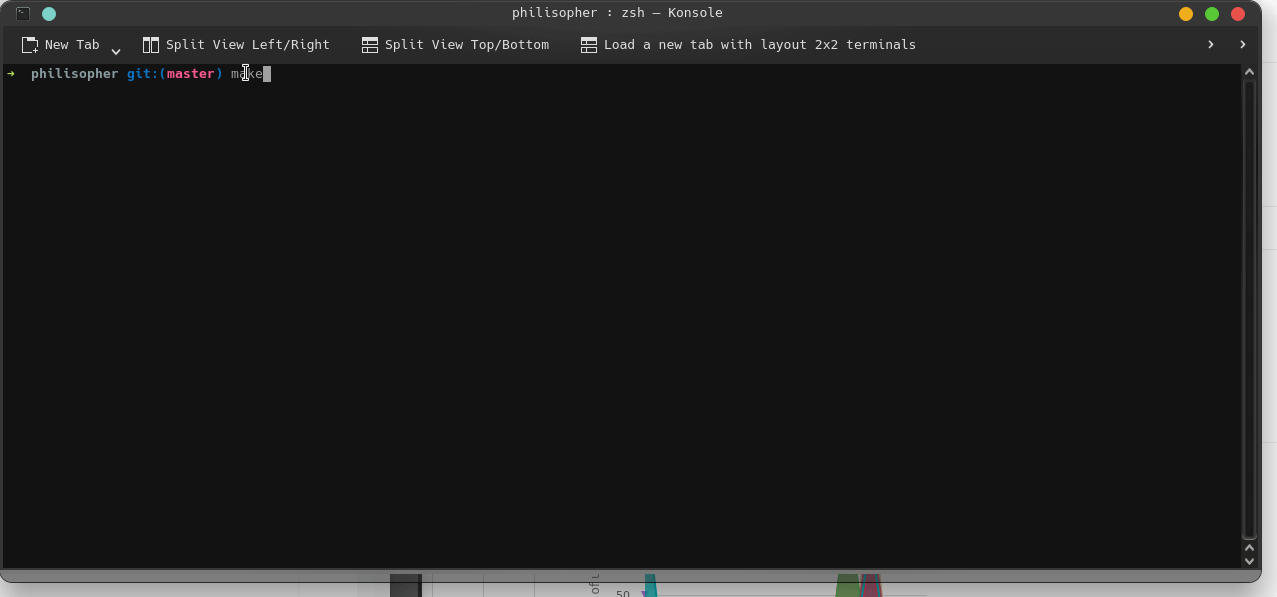 philisopher : zsh — Konsole
New Tab Split View Left/Right Split View Top/Bottom Load a new tab with layout 2x2 terminals
➜ philisopher git:(master) make
of
50